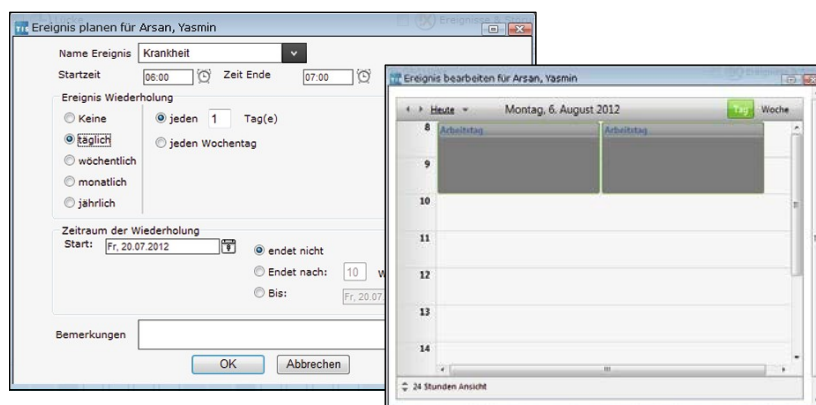 Ereignis planen für Arsan, Yasmin
Name Ereignis Krankheit
Startzeit 06:00 Zeit Ende 07:00
Ereignis Wiederholung
Keine
täglich
wöchentlich
monatlich
jährlich
jeden 1 Tag(e)
jeden Wochentag
Zeitraum der Wiederholung
Start: Fr, 20.07.2012
endet nicht
Endet nach: 10 W
Bis: Fr, 20.07.
Bemerkungen
OK Abbrechen
Ereignis bearbeiten für Arsan, Yasmin
Heute Montag, 6. August 2012 Tag Woche
8 Arbeitstag Arbeitstag
9
10
11
12
13
14
24 Stunden Ansicht